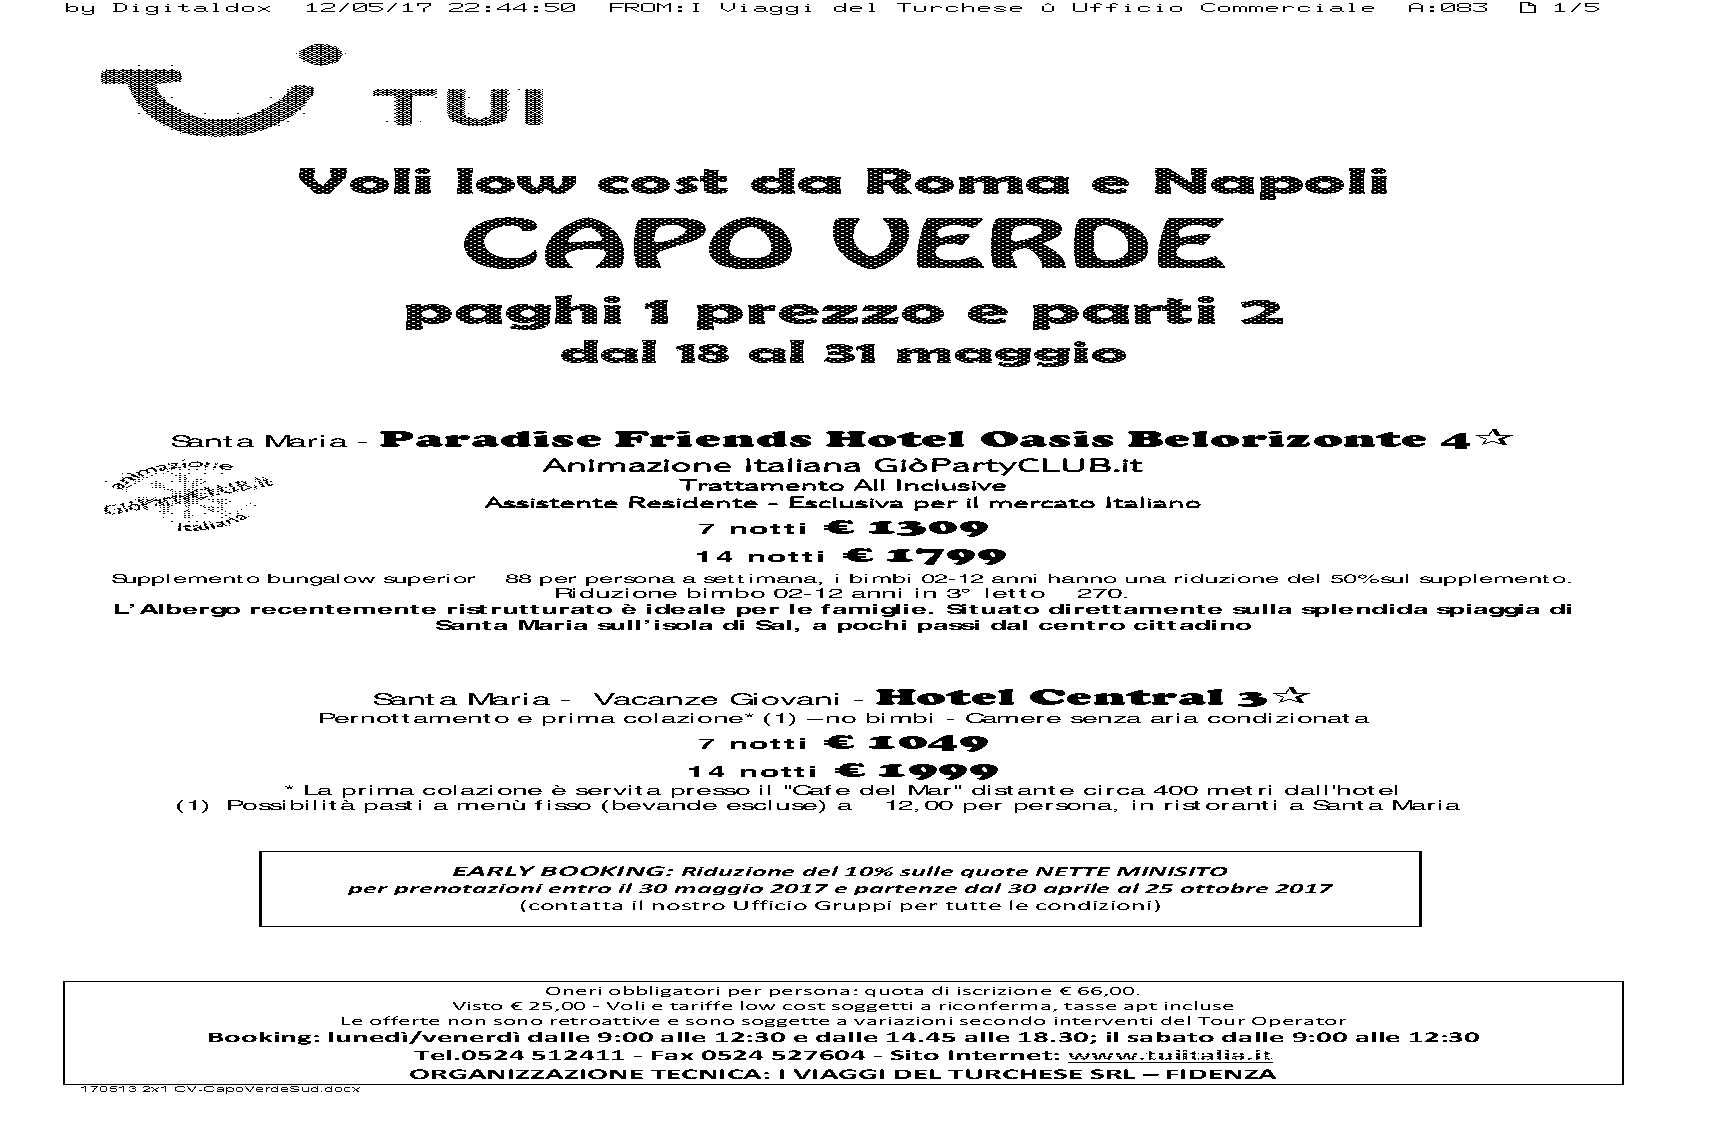 by Digitaldox 12/05/17 22:44:50 FROM:I Viaggi del Turchese û Ufficio Commerciale A:083 1/5
TUI
Voli low cost da Roma e Napoli
CAPO VERDE
paghi 1 prezzo e parti 2
dal 18 al 31 maggio
Santa Maria - Paradise Friends Hotel Oasis Belorizonte 4☆
Animazione Italiana GiòPartyCLUB.it
animazione
GiòPartyCLUB.it
italiana
Trattamento All Inclusive
Assistente Residente - Esclusiva per il mercato Italiano
7 notti € 1309
14 notti € 1799
Supplemento bungalow superior 88 per persona a settimana, i bimbi 02-12 anni hanno una riduzione del 50%sul supplemento.
Riduzione bimbo 02-12 anni in 3° letto 270.
L'Albergo recentemente ristrutturato è ideale per le famiglie. Situato direttamente sulla splendida spiaggia di
Santa Maria sull'isola di Sal, a pochi passi dal centro cittadino
Santa Maria - Vacanze Giovani - Hotel Central 3☆
Pernottamento e prima colazione* (1) –no bimbi - Camere senza aria condizionata
7 notti € 1049
14 notti € 1999
* La prima colazione è servita presso il "Cafe del Mar" distante circa 400 metri dall'hotel
(1) Possibilità pasti a menù fisso (bevande escluse) a 12,00 per persona, in ristoranti a Santa Maria
EARLY BOOKING: Riduzione del 10% sulle quote NETTE MINISITO
per prenotazioni entro il 30 maggio 2017 e partenze dal 30 aprile al 25 ottobre 2017
(contatta il nostro Ufficio Gruppi per tutte le condizioni)
Oneri obbligatori per persona: quota di iscrizione € 66,00.
Visto € 25,00 - Voli e tariffe low cost soggetti a riconferma, tasse apt incluse
Le offerte non sono retroattive e sono soggette a variazioni secondo interventi del Tour Operator
Booking: lunedì/venerdì dalle 9:00 alle 12:30 e dalle 14.45 alle 18.30; il sabato dalle 9:00 alle 12:30
Tel.0524 512411 - Fax 0524 527604 - Sito Internet: www.tuiitalia.it
ORGANIZZAZIONE TECNICA: I VIAGGI DEL TURCHESE SRL – FIDENZA
170513 2x1 CV-CapoVerdeSud.docx